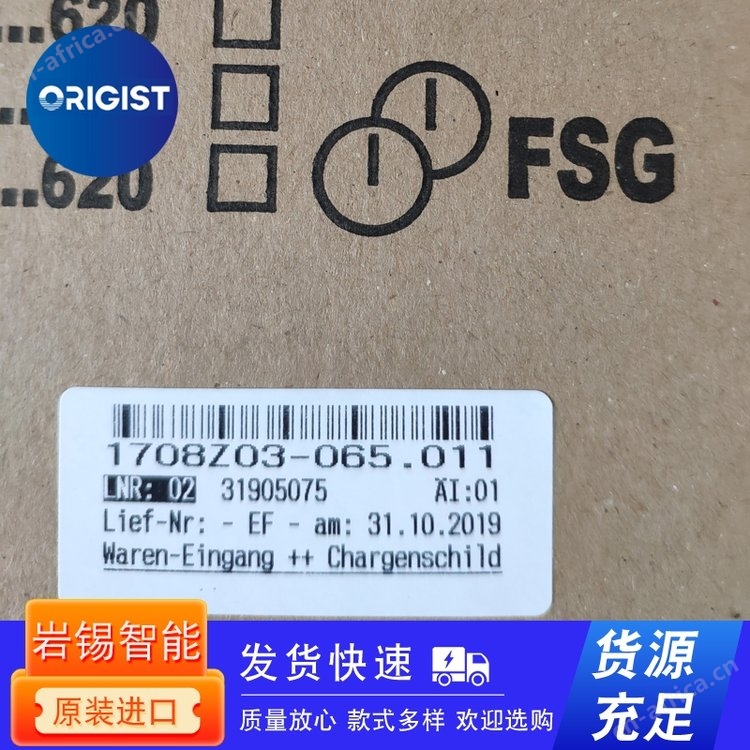 ...620
ORIGIST
...620
FSG
1708Z03-065.011
LNR: 02 31905075 ÄI:01
Lief-Nr: - EF - am: 31.10.2019
Waren-Eingang ++ Chargenschild
岩锡智能
原装进口
发货快速
质量放心 款式多样 欢迎选购
货源
充足